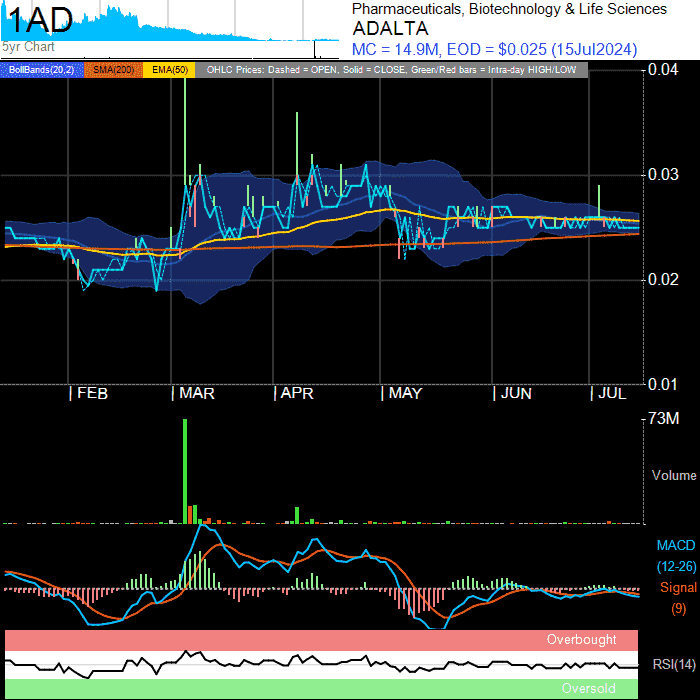 1AD
5yr Chart
Pharmaceuticals, Biotechnology & Life Sciences
ADALTA
MC = 14.9M, EOD = $0.025 (15Jul2024)
BollBands(20,2) SMA(200) EMA(50) OHLC Prices: Dashed = OPEN, Solid = CLOSE, Green/Red bars = Intra-day HIGH/LOW
0.04
0.03
0.02
0.01
FEB MAR APR MAY JUN JUL
73M
Volume
MACD
(12-26)
Signal
(9)
Overbought
RSI(14)
Oversold